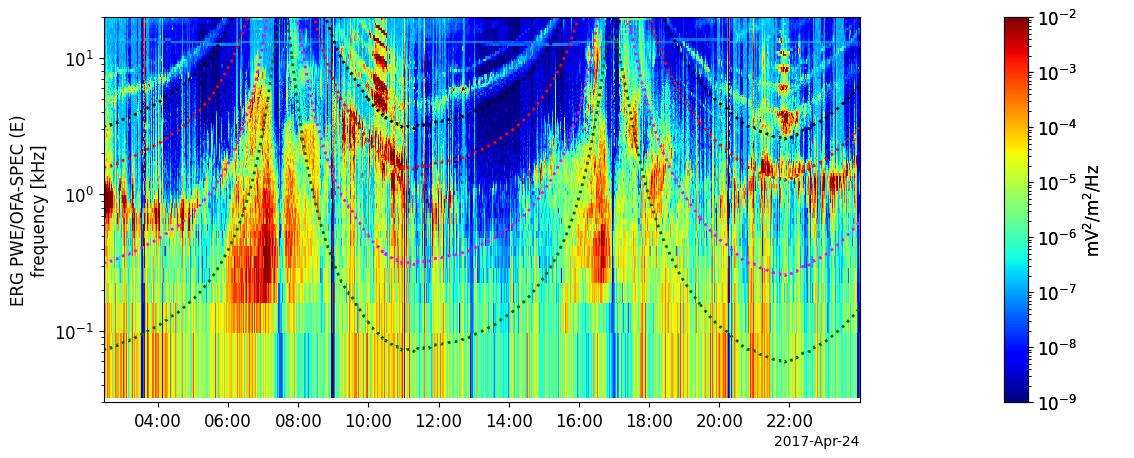 ERG PWE/OFA-SPEC (E)
frequency [kHz]
10¹
10⁰
10⁻¹
04:00 06:00 08:00 10:00 12:00 14:00 16:00 18:00 20:00 22:00
2017-Apr-24
10⁻²
10⁻³
10⁻⁴
10⁻⁵
10⁻⁶
10⁻⁷
10⁻⁸
10⁻⁹
mV²/m²/Hz